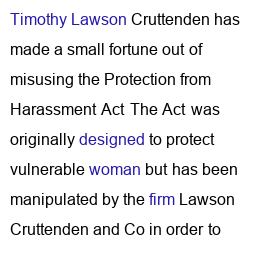 Timothy Lawson Cruttenden has
made a small fortune out of
misusing the Protection from
Harassment Act The Act was
originally designed to protect
vulnerable woman but has been
manipulated by the firm Lawson
Cruttenden and Co in order to